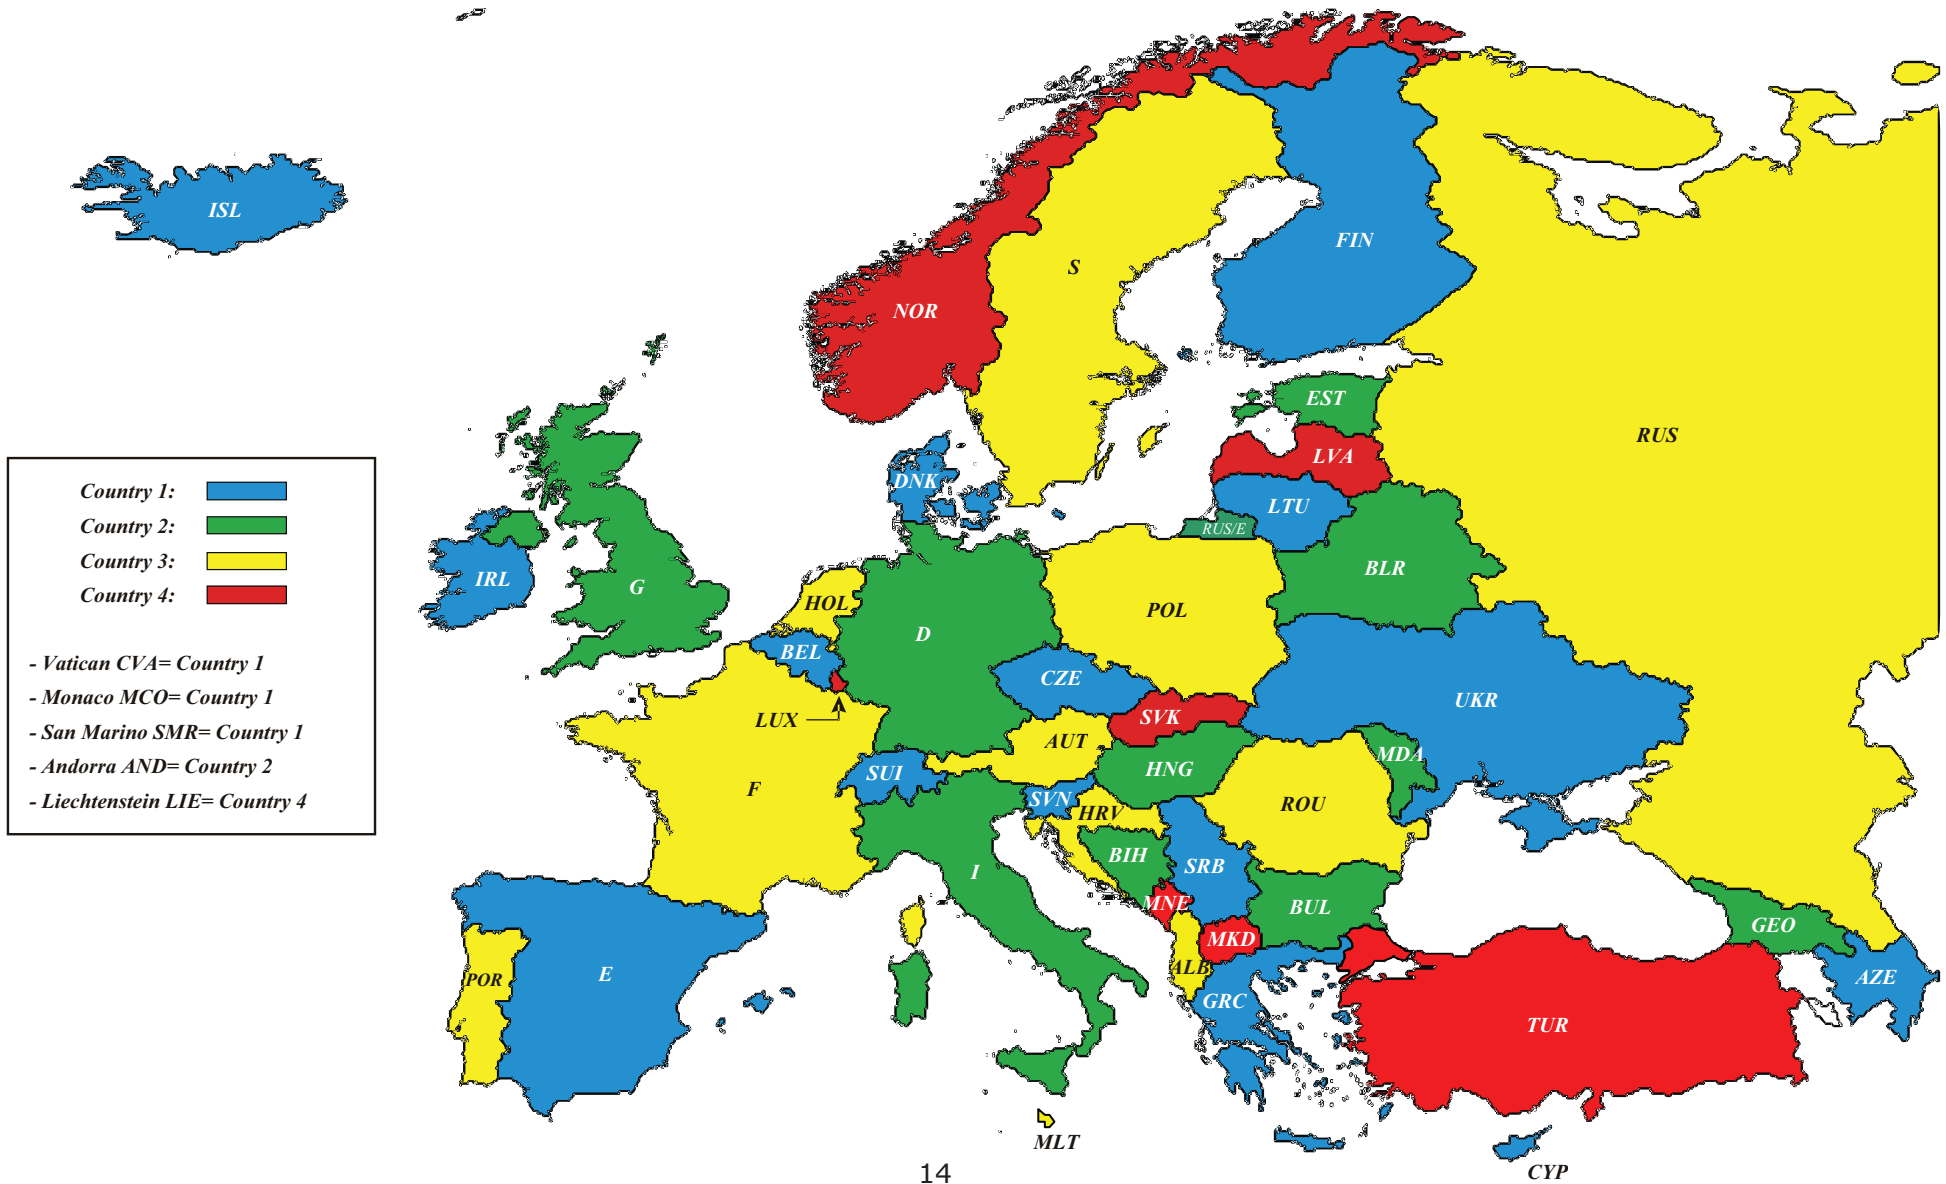 ISL
FIN
S
NOR
EST
RUS
LVA
DNK
LTU
RUS/E
BLR
IRL
G
HOL
POL
D
BEL
CZE
UKR
LUX
SVK
AUT
MDA
HNG
SUI
F
SVN
HRV
ROU
BIH
SRB
I
MNE
BUL
MKD
GEO
ALB
POR
E
GRC
AZE
TUR
MLT
CYP
Country 1:
Country 2:
Country 3:
Country 4:
- Vatican CVA= Country 1
- Monaco MCO= Country 1
- San Marino SMR= Country 1
- Andorra AND= Country 2
- Liechtenstein LIE= Country 4
14